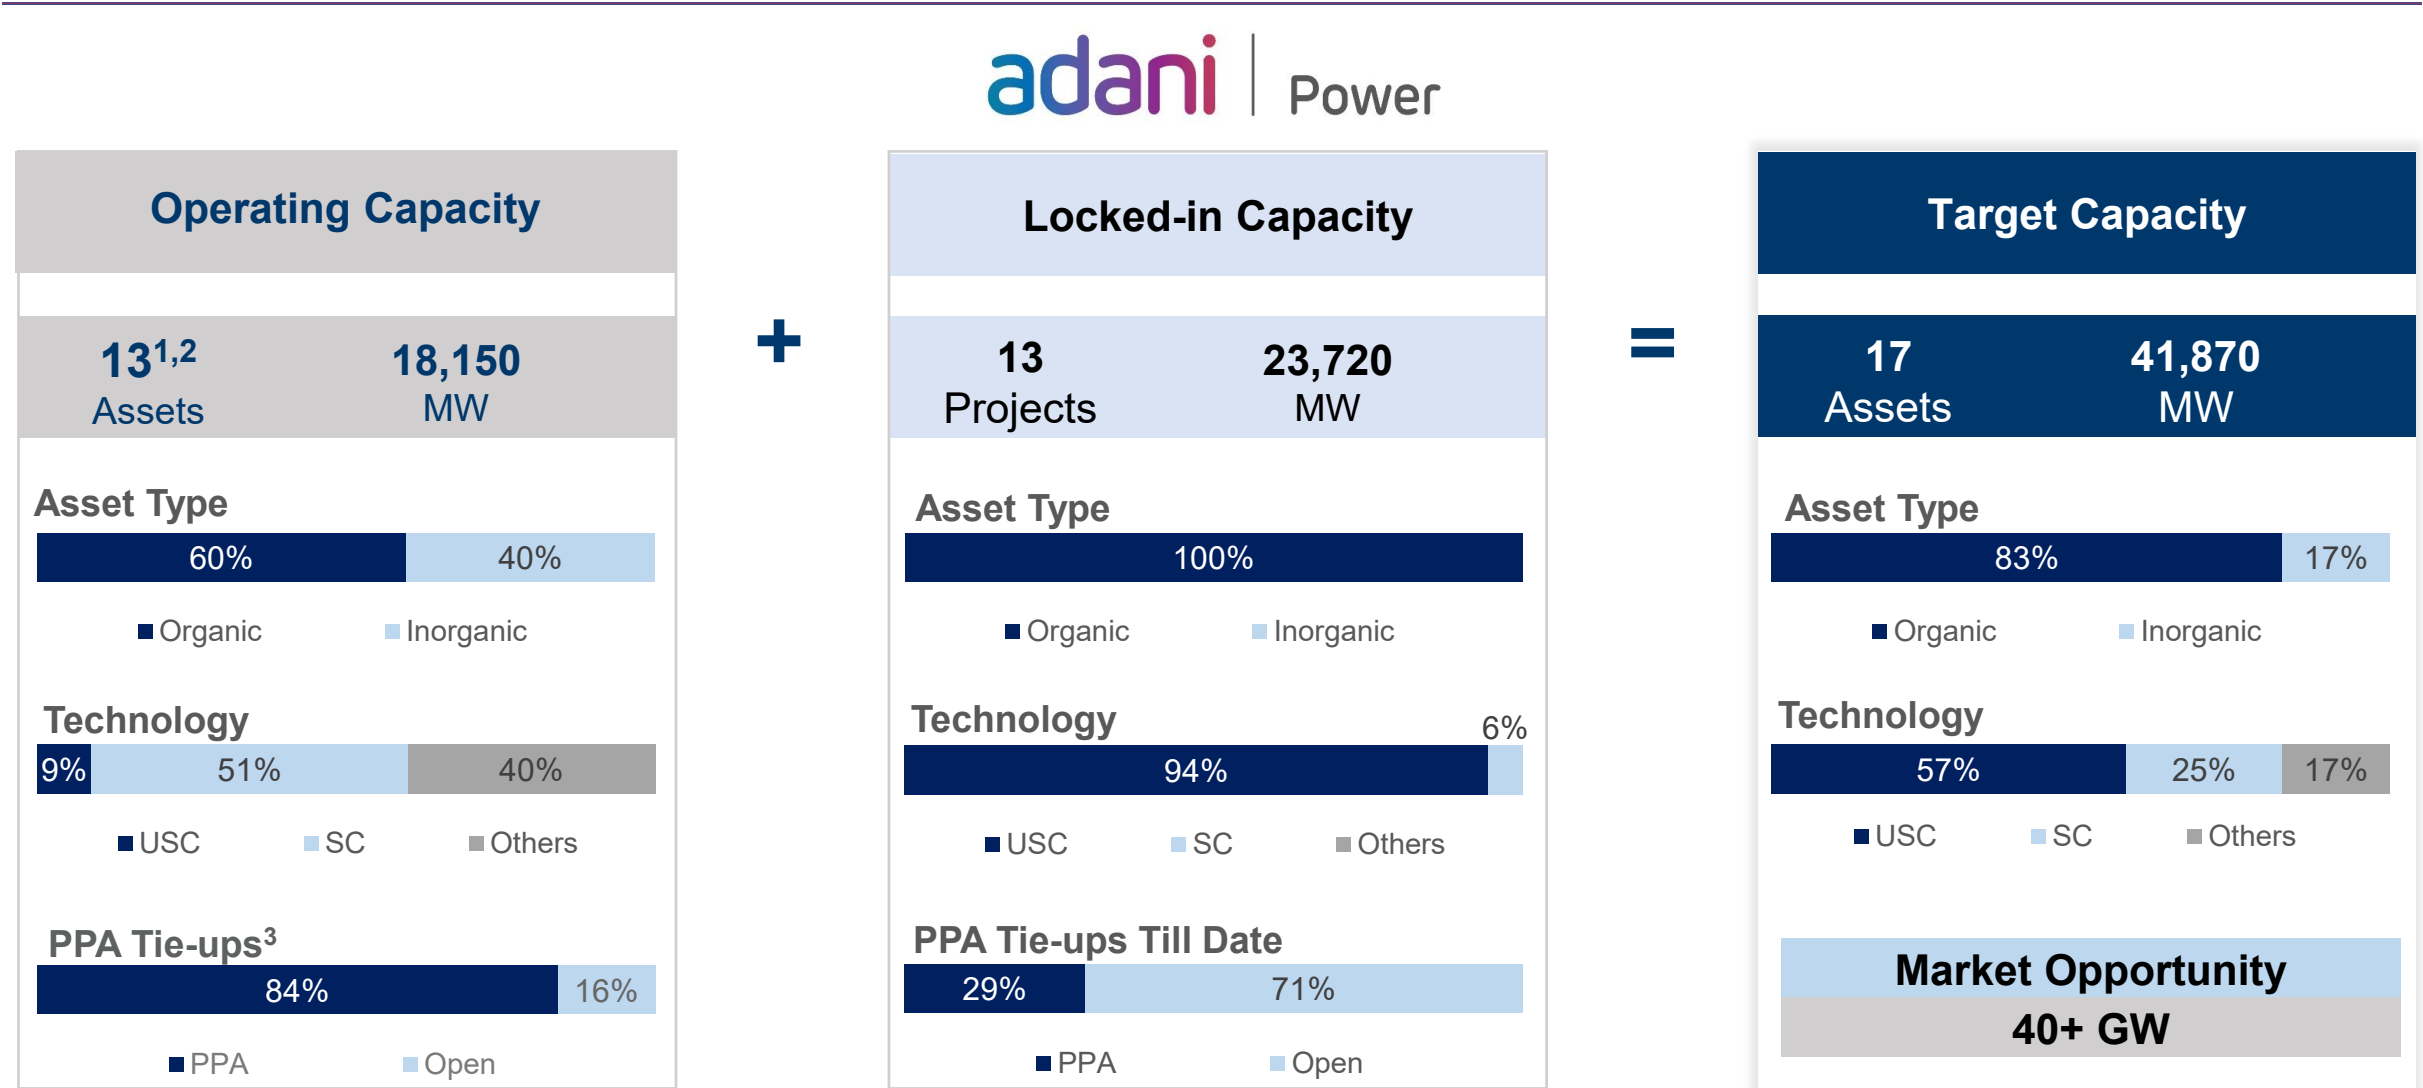 adani | Power
Operating Capacity
13¹,² 18,150
Assets MW
Asset Type
60% 40%
Organic Inorganic
Technology
9% 51% 40%
USC SC Others
PPA Tie-ups³
84% 16%
PPA Open
+
Locked-in Capacity
13 23,720
Projects MW
Asset Type
100%
Organic Inorganic
Technology
6%
94%
USC SC Others
PPA Tie-ups Till Date
29% 71%
PPA Open
=
Target Capacity
17 41,870
Assets MW
Asset Type
83% 17%
Organic Inorganic
Technology
57% 25% 17%
USC SC Others
Market Opportunity
40+ GW